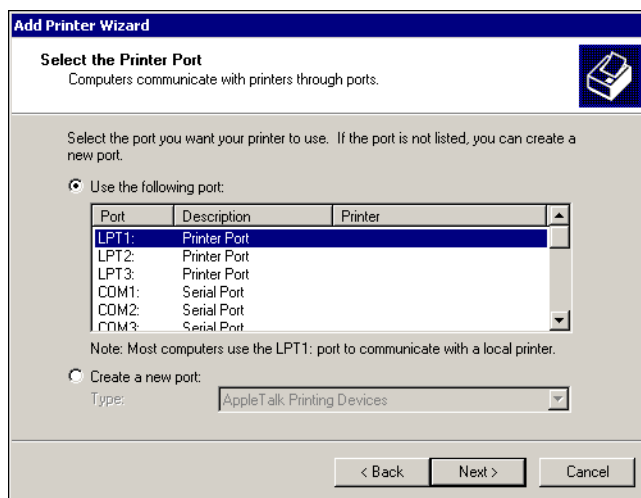 Add Printer Wizard
Select the Printer Port
Computers communicate with printers through ports.
Select the port you want your printer to use. If the port is not listed, you can create a
new port.
Use the following port:
Port Description Printer
LPT1: Printer Port
LPT2: Printer Port
LPT3: Printer Port
COM1: Serial Port
COM2: Serial Port
COM3: Serial Port
Note: Most computers use the LPT1: port to communicate with a local printer.
Create a new port:
Type: AppleTalk Printing Devices
< Back Next > Cancel